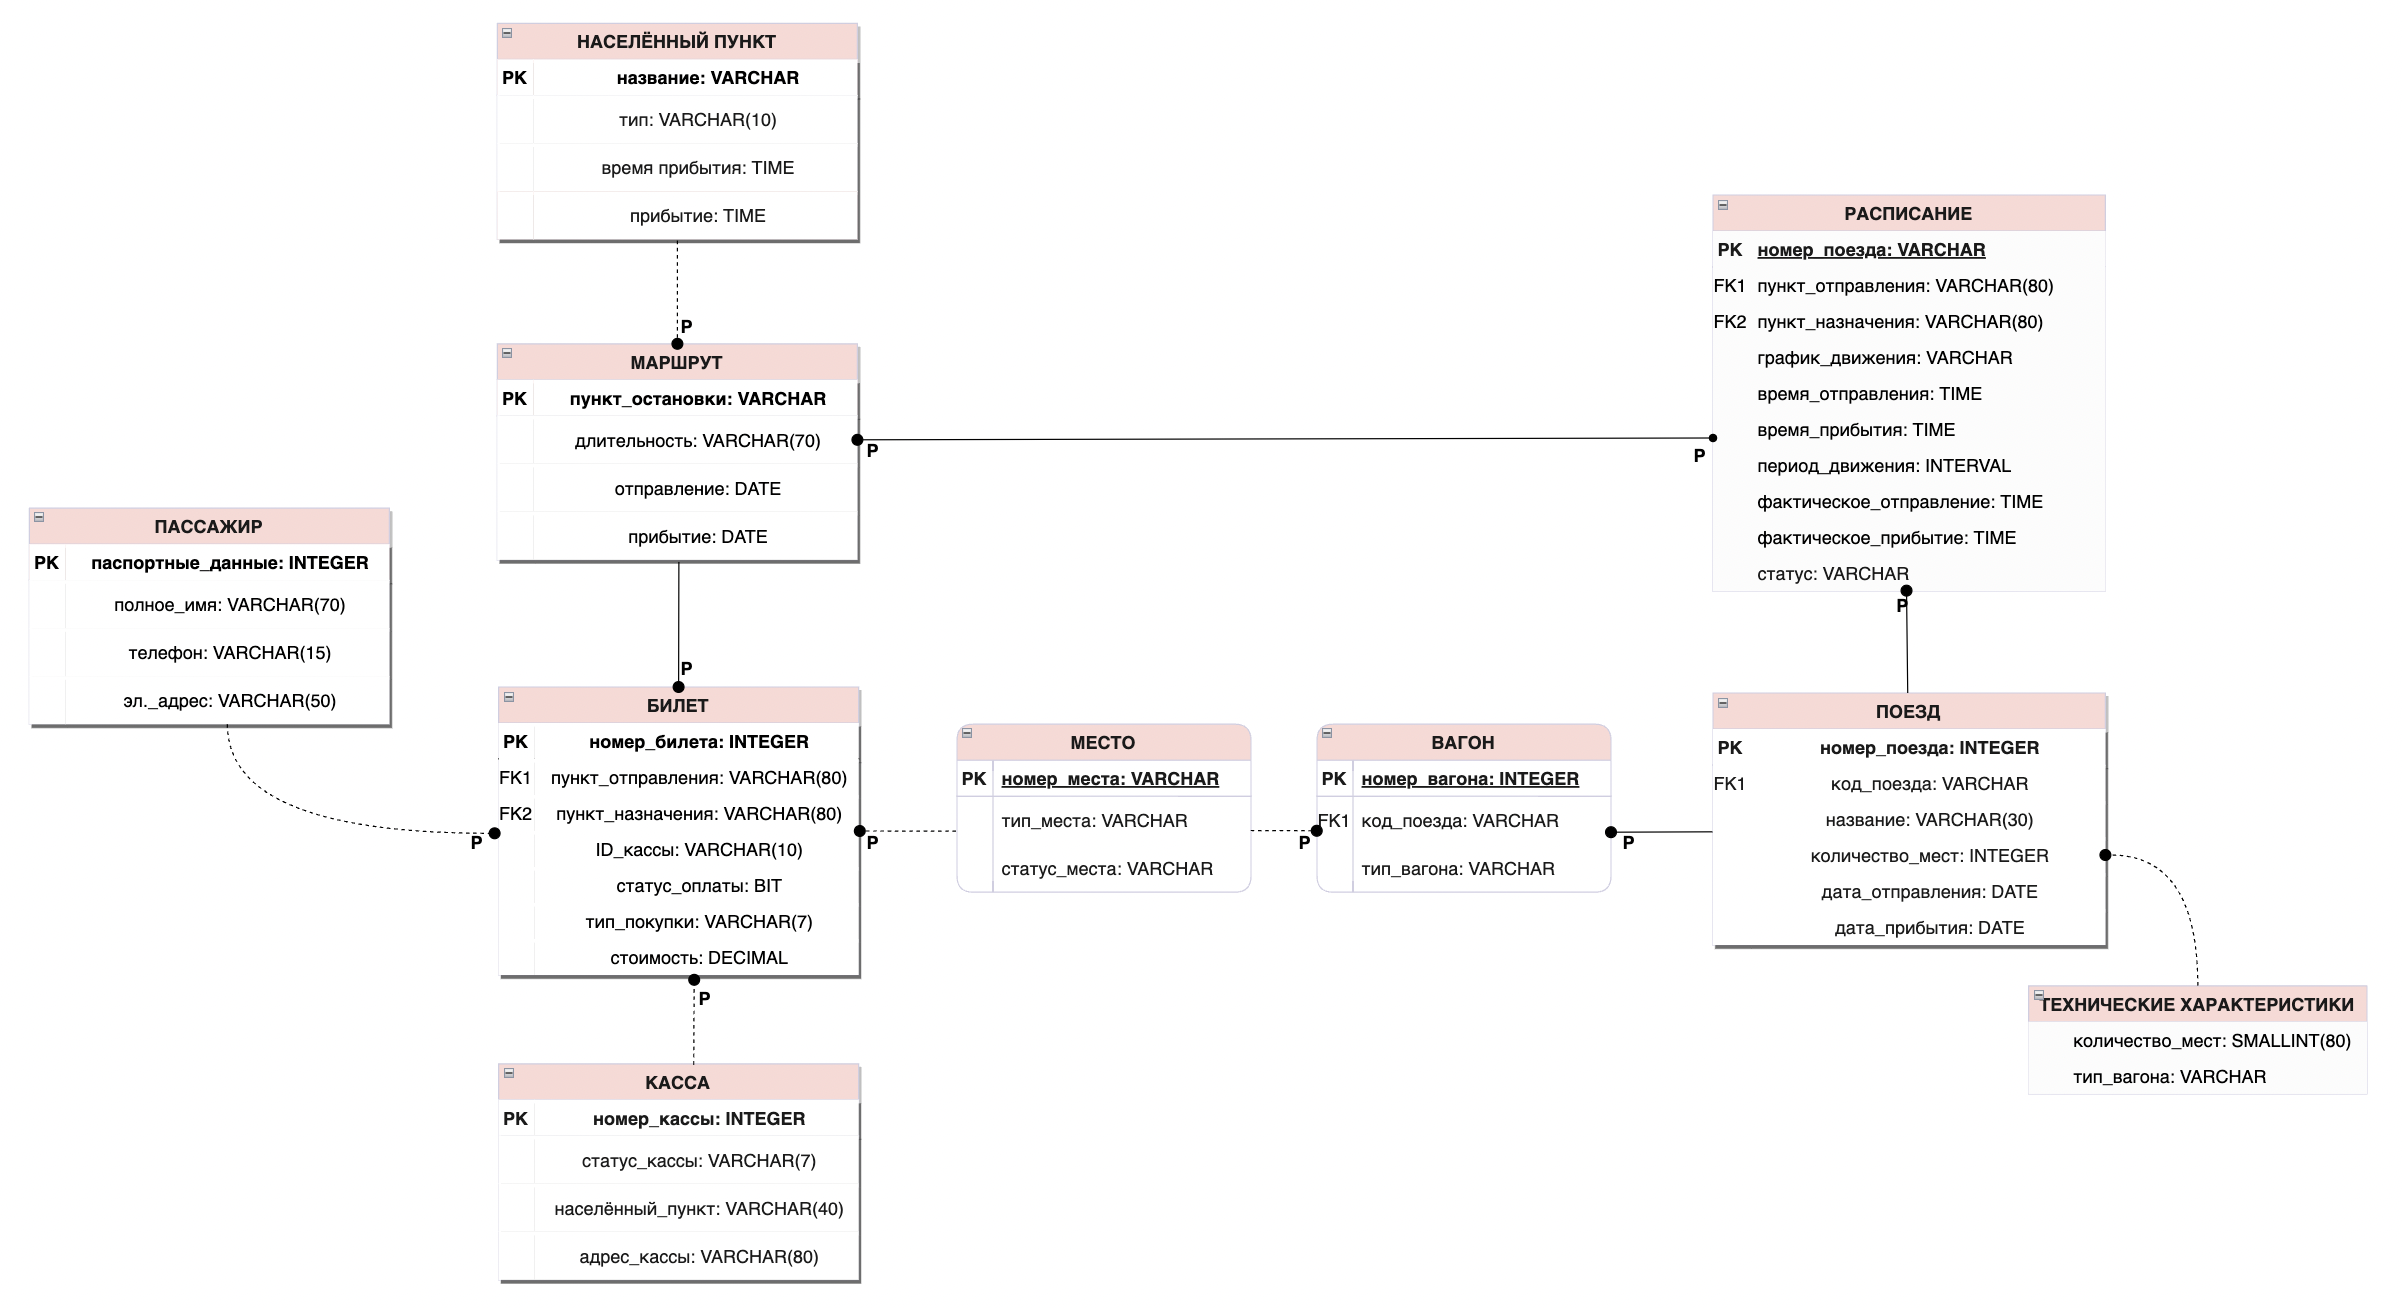 НАСЕЛЁННЫЙ ПУНКТ
PK название: VARCHAR
тип: VARCHAR(10)
время прибытия: TIME
прибытие: TIME
P
МАРШРУТ
PK пункт_остановки: VARCHAR
длительность: VARCHAR(70)
P
отправление: DATE
прибытие: DATE
P
РАСПИСАНИЕ
PK номер_поезда: VARCHAR
FK1 пункт_отправления: VARCHAR(80)
FK2 пункт_назначения: VARCHAR(80)
график_движения: VARCHAR
время_отправления: TIME
время_прибытия: TIME
P
период_движения: INTERVAL
фактическое_отправление: TIME
фактическое_прибытие: TIME
статус: VARCHAR
P
ПАССАЖИР
PK паспортные_данные: INTEGER
полное_имя: VARCHAR(70)
телефон: VARCHAR(15)
эл._адрес: VARCHAR(50)
P
БИЛЕТ
PK номер_билета: INTEGER
FK1 пункт_отправления: VARCHAR(80)
FK2 пункт_назначения: VARCHAR(80)
P
ID_кассы: VARCHAR(10)
статус_оплаты: BIT
тип_покупки: VARCHAR(7)
стоимость: DECIMAL
P
МЕСТО
PK номер_места: VARCHAR
тип_места: VARCHAR
статус_места: VARCHAR
P
ВАГОН
PK номер_вагона: INTEGER
FK1 код_поезда: VARCHAR
тип_вагона: VARCHAR
P
ПОЕЗД
PK номер_поезда: INTEGER
FK1 код_поезда: VARCHAR
название: VARCHAR(30)
количество_мест: INTEGER
дата_отправления: DATE
дата_прибытия: DATE
ТЕХНИЧЕСКИЕ ХАРАКТЕРИСТИКИ
количество_мест: SMALLINT(80)
тип_вагона: VARCHAR
КАССА
PK номер_кассы: INTEGER
статус_кассы: VARCHAR(7)
населённый_пункт: VARCHAR(40)
адрес_кассы: VARCHAR(80)